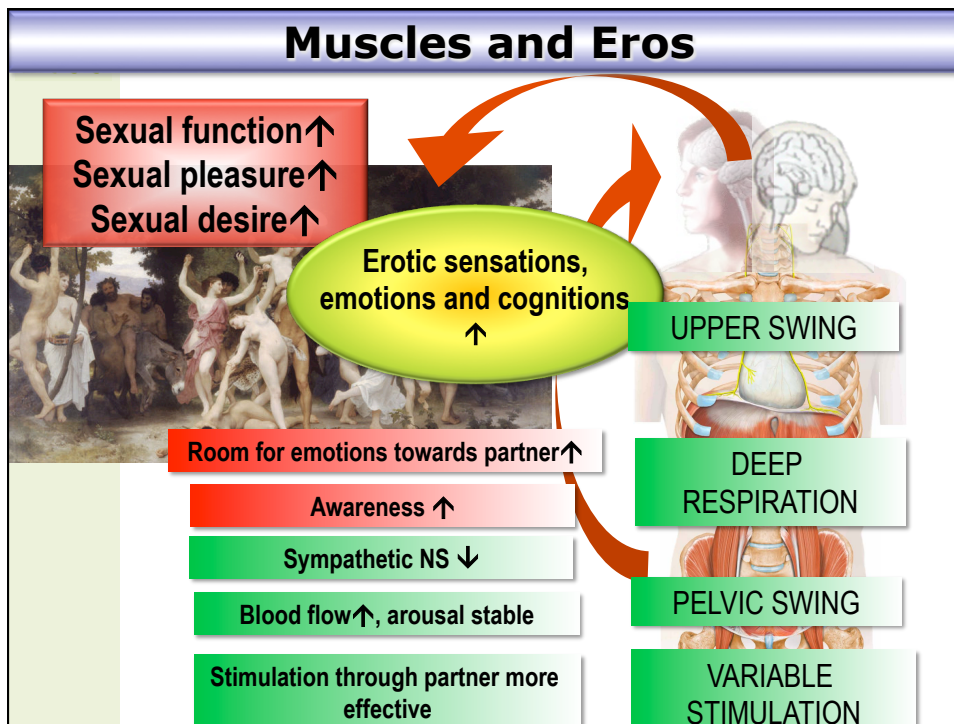 Muscles and Eros
Sexual function↑
Sexual pleasure↑
Sexual desire↑
Erotic sensations,
emotions and cognitions
↑
UPPER SWING
Room for emotions towards partner↑
DEEP
RESPIRATION
Awareness ↑
Sympathetic NS ↓
PELVIC SWING
Blood flow↑, arousal stable
Stimulation through partner more
effective
VARIABLE
STIMULATION